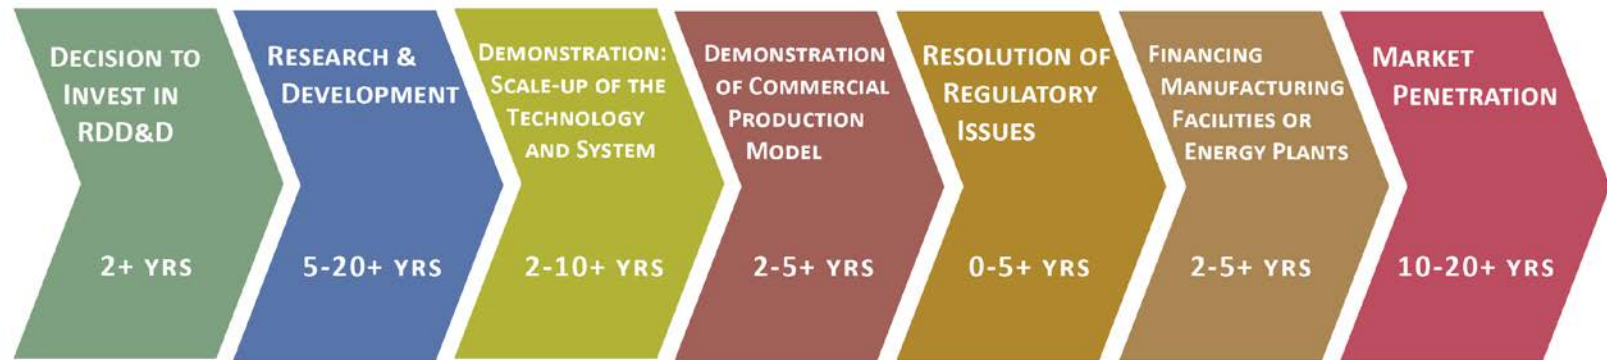 DECISION TO
INVEST IN
RDD&D
2+ YRS
RESEARCH &
DEVELOPMENT
5-20+ YRS
DEMONSTRATION:
SCALE-UP OF THE
TECHNOLOGY
AND SYSTEM
2-10+ YRS
DEMONSTRATION
OF COMMERCIAL
PRODUCTION
MODEL
2-5+ YRS
RESOLUTION OF
REGULATORY
ISSUES
0-5+ YRS
FINANCING
MANUFACTURING
FACILITIES OR
ENERGY PLANTS
2-5+ YRS
MARKET
PENETRATION
10-20+ YRS